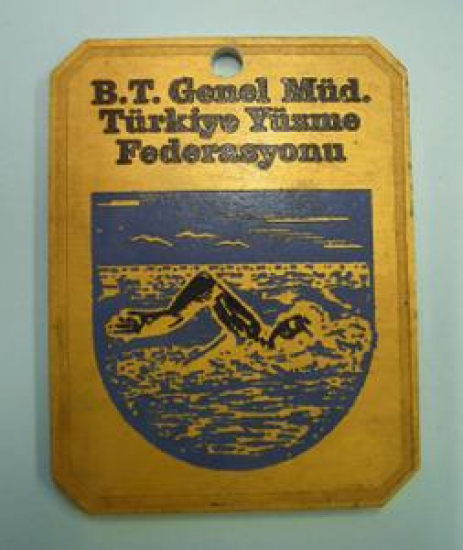 B.T. Genel Müd.
Türkiye Yüzme
Federasyonu